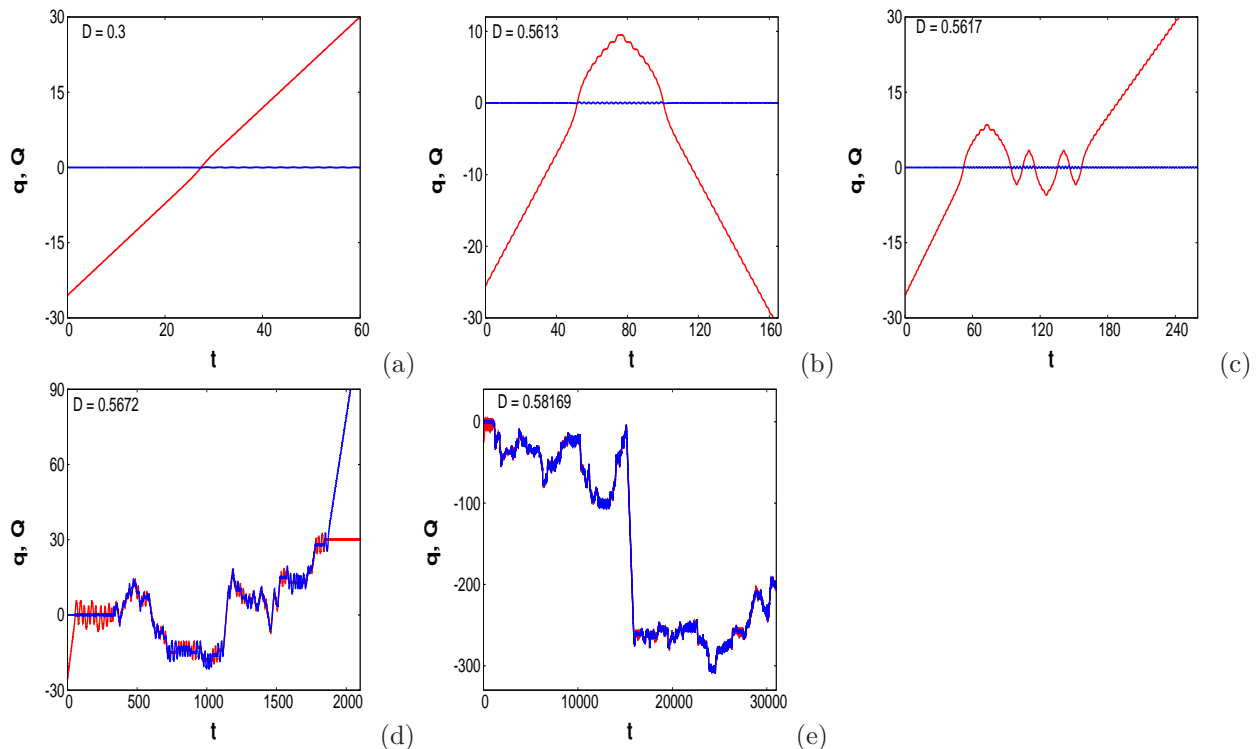 D = 0.3
q, Q
30
15
0
-15
-30
0 20 40 60
t
(a)
D = 0.5613
10
0
-10
-20
-30
0 40 80 120 160
t
(b)
D = 0.5617
q, Q
30
15
0
-15
-30
0 60 120 180 240
t
(c)
D = 0.5672
q, Q
90
60
30
0
-30
0 500 1000 1500 2000
t
(d)
D = 0.58169
q, Q
0
-100
-200
-300
0 10000 20000 30000
t
(e)